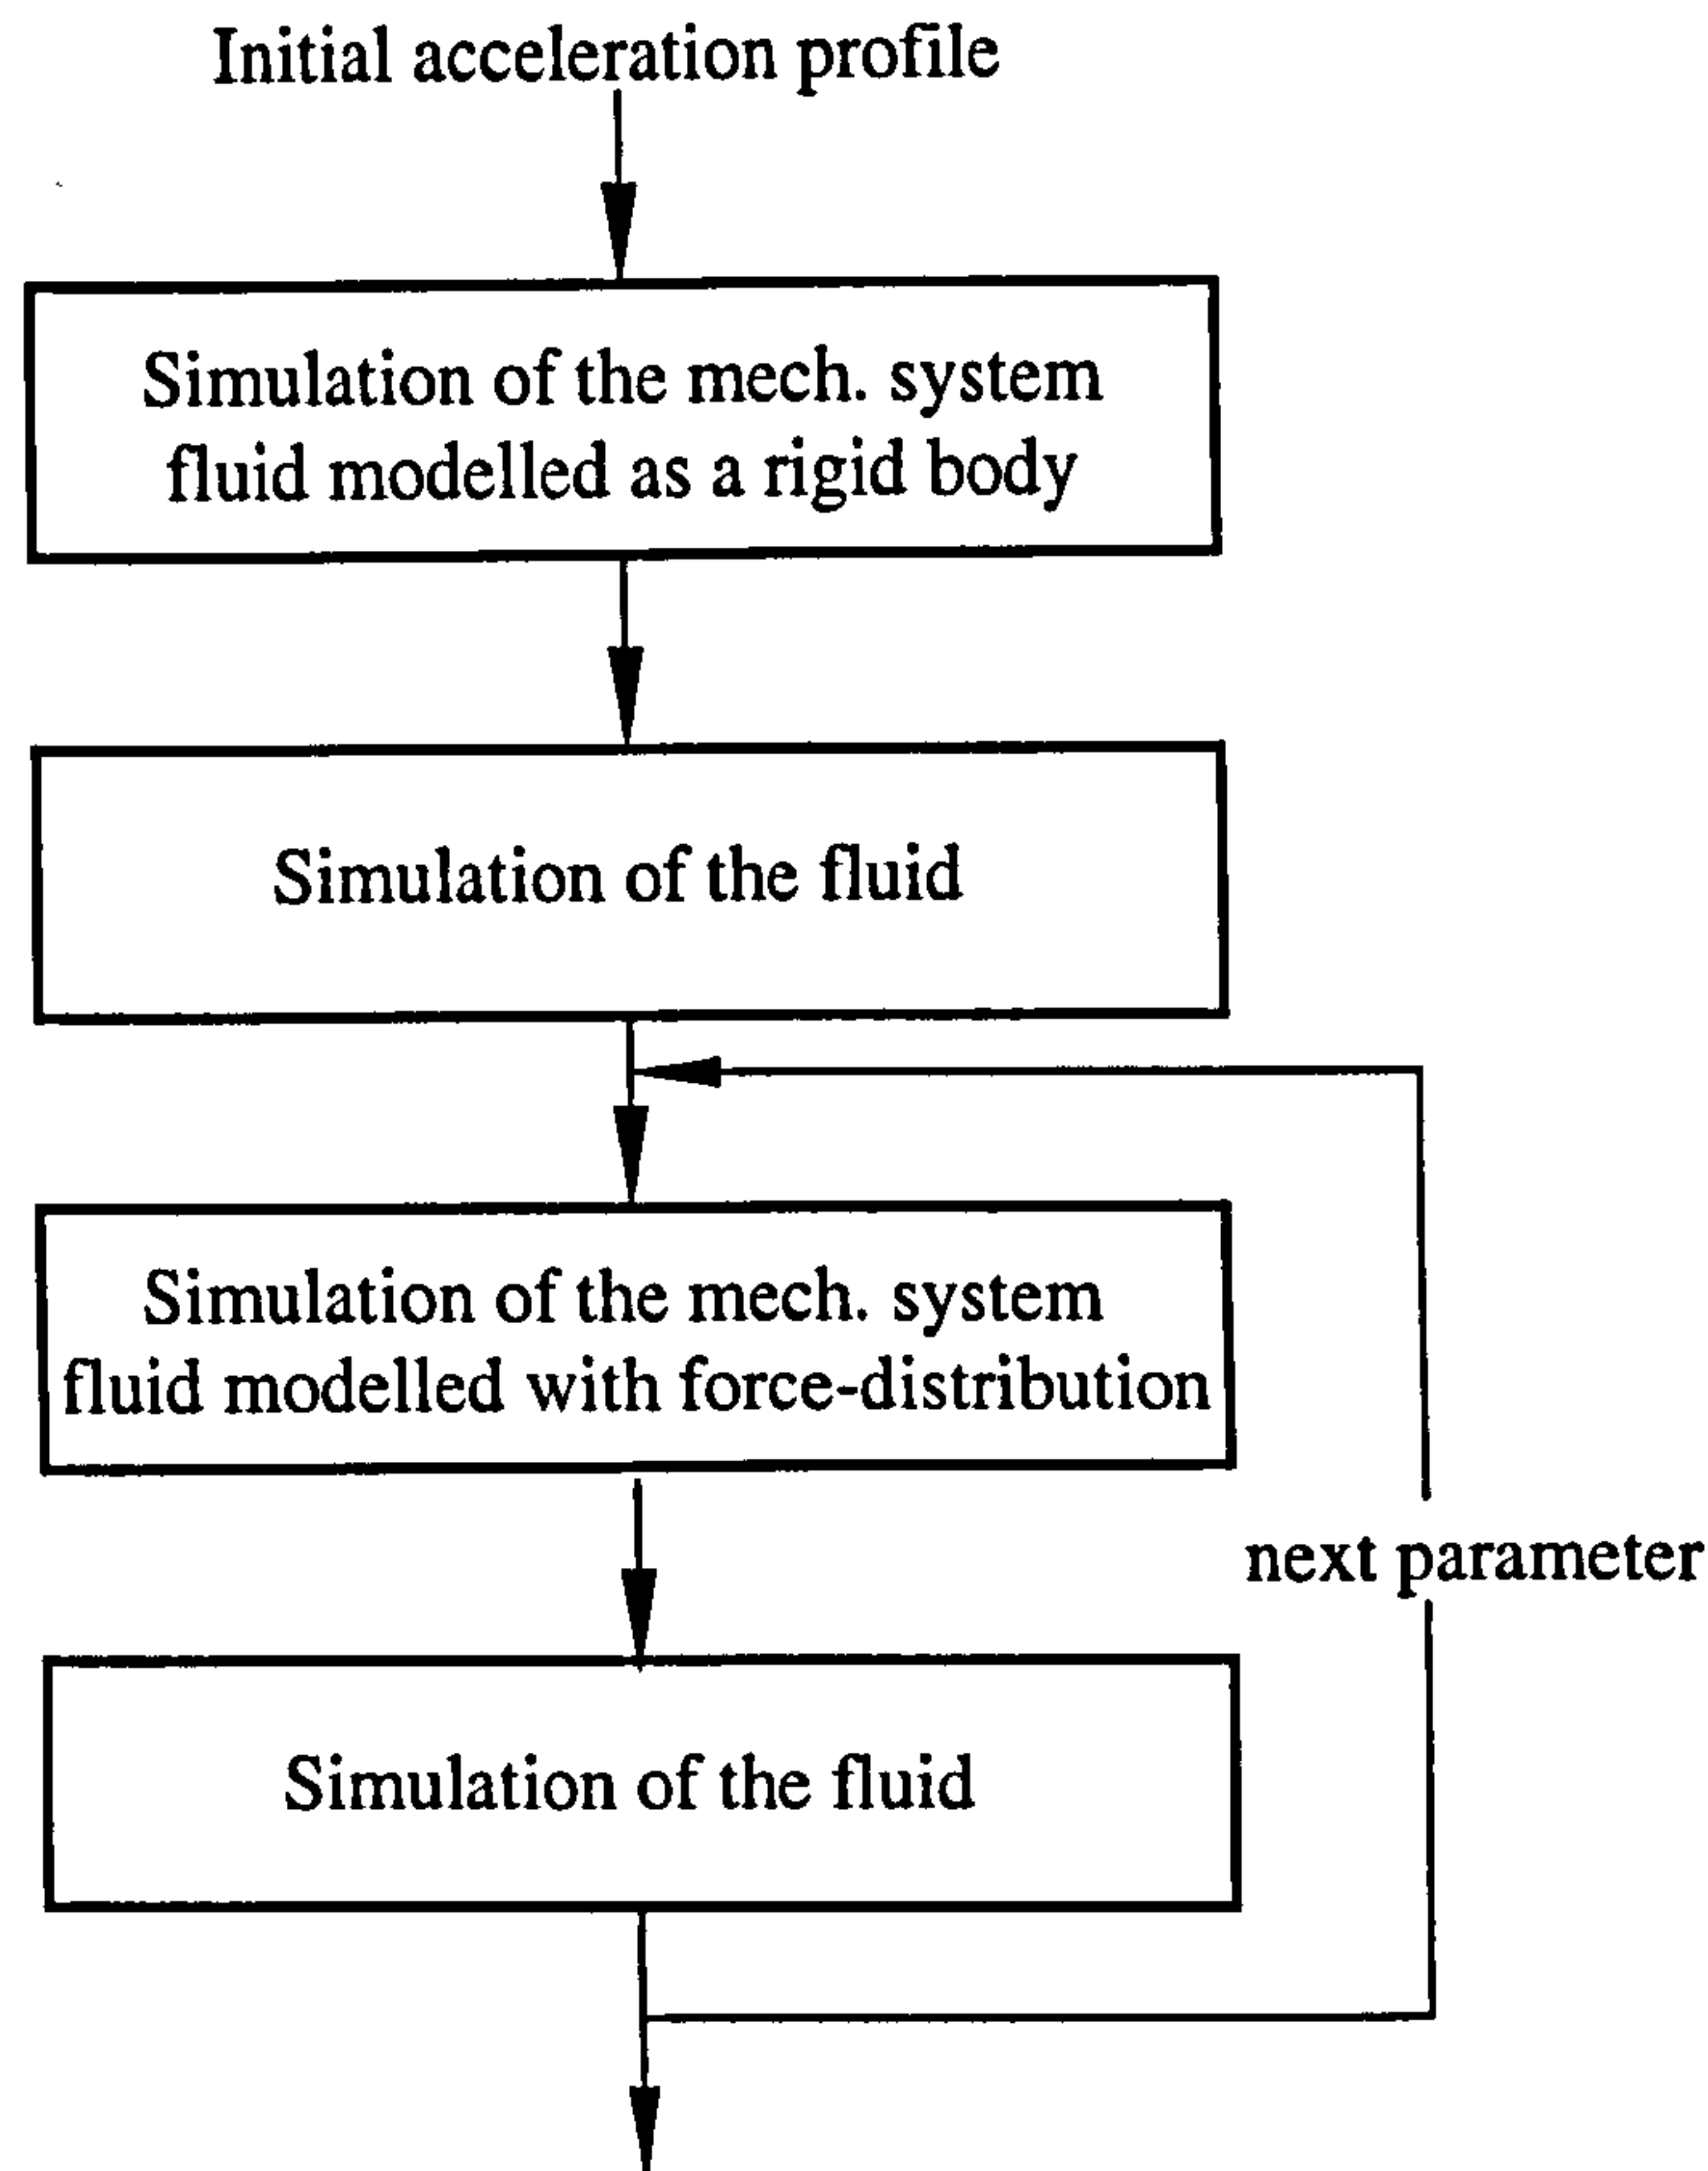 Initial acceleration profile
Simulation of the mech. system
fluid modelled as a rigid body
Simulation of the fluid
Simulation of the mech. system
fluid modelled with force-distribution
next parameter
Simulation of the fluid